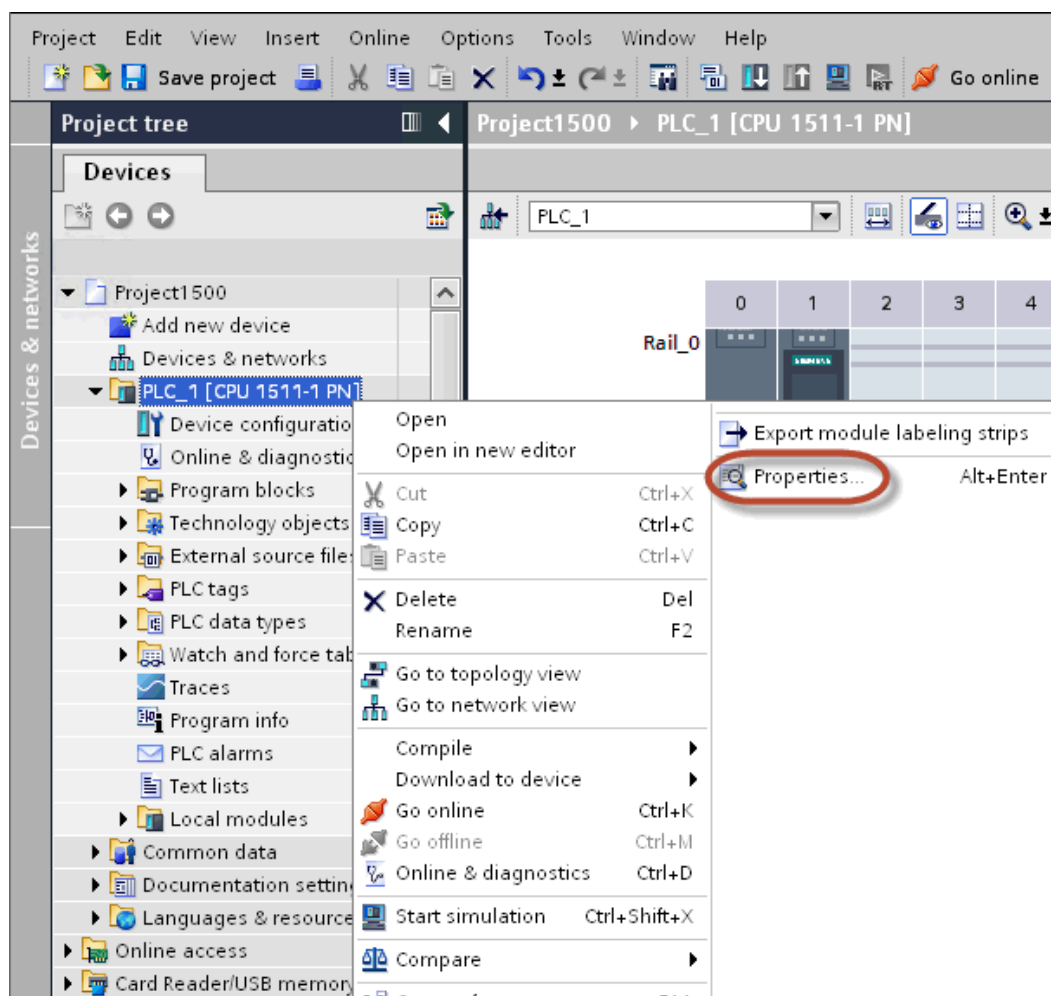 Project Edit View Insert Online Options Tools Window Help
Save project Go online
Project tree
Project1500 PLC_1 [CPU 1511-1 PN]
Devices
PLC_1
Devices & networks
Project1500
Add new device
Devices & networks
PLC_1 [CPU 1511-1 PN]
Device configuratio
Online & diagnostic
Program blocks
Technology objects
External source file
PLC tags
PLC data types
Watch and force tab
Traces
Program info
PLC alarms
Text lists
Local modules
Common data
Documentation settin
Languages & resource
Online access
Card Reader/USB memory
0 1 2 3 4
Rail_0
SIEMENS
Open
Open in new editor
Cut Ctrl+X
Copy Ctrl+C
Paste Ctrl+V
Delete Del
Rename F2
Go to topology view
Go to network view
Compile
Download to device
Go online Ctrl+K
Go offline Ctrl+M
Online & diagnostics Ctrl+D
Start simulation Ctrl+Shift+X
Compare
Export module labeling strips
Properties... Alt+Enter